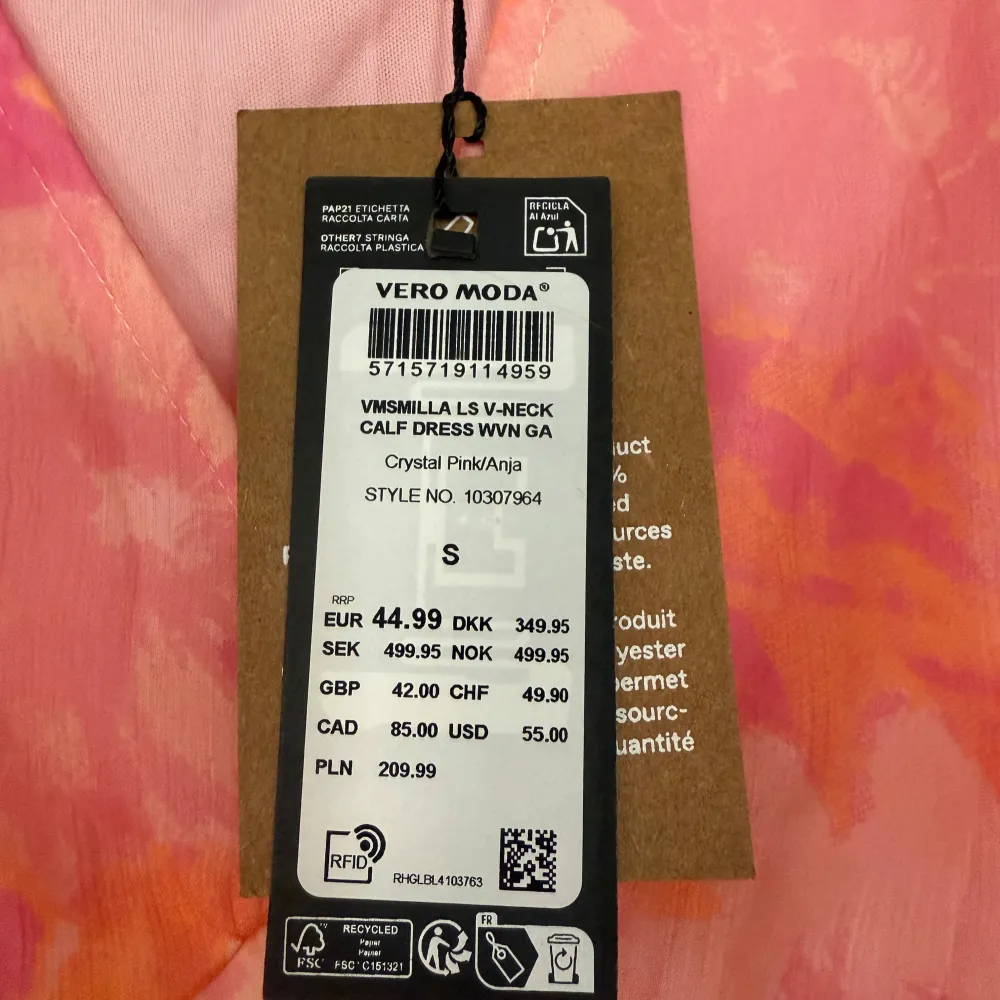 PAP21 ETICHETTA
RACCOLTA CARTA
OTHER7 STRINGA
RACCOLTA PLASTICA
RECICLA
Al Azul
VERO MODA®
5715719114959
VMSMILLA LS V-NECK
CALF DRESS WVN GA
Crystal Pink/Anja
STYLE NO. 10307964
S
RRP
EUR 44.99 DKK 349.95
SEK 499.95 NOK 499.95
GBP 42.00 CHF 49.90
CAD 85.00 USD 55.00
PLN 209.99
RFID
RHGLBL4103763
FSC
RECYCLED
Papier
Papier
FSC® C151321
FR
uct
%
ed
urces
ste.
roduit
yester
permet
sourc-
uantité